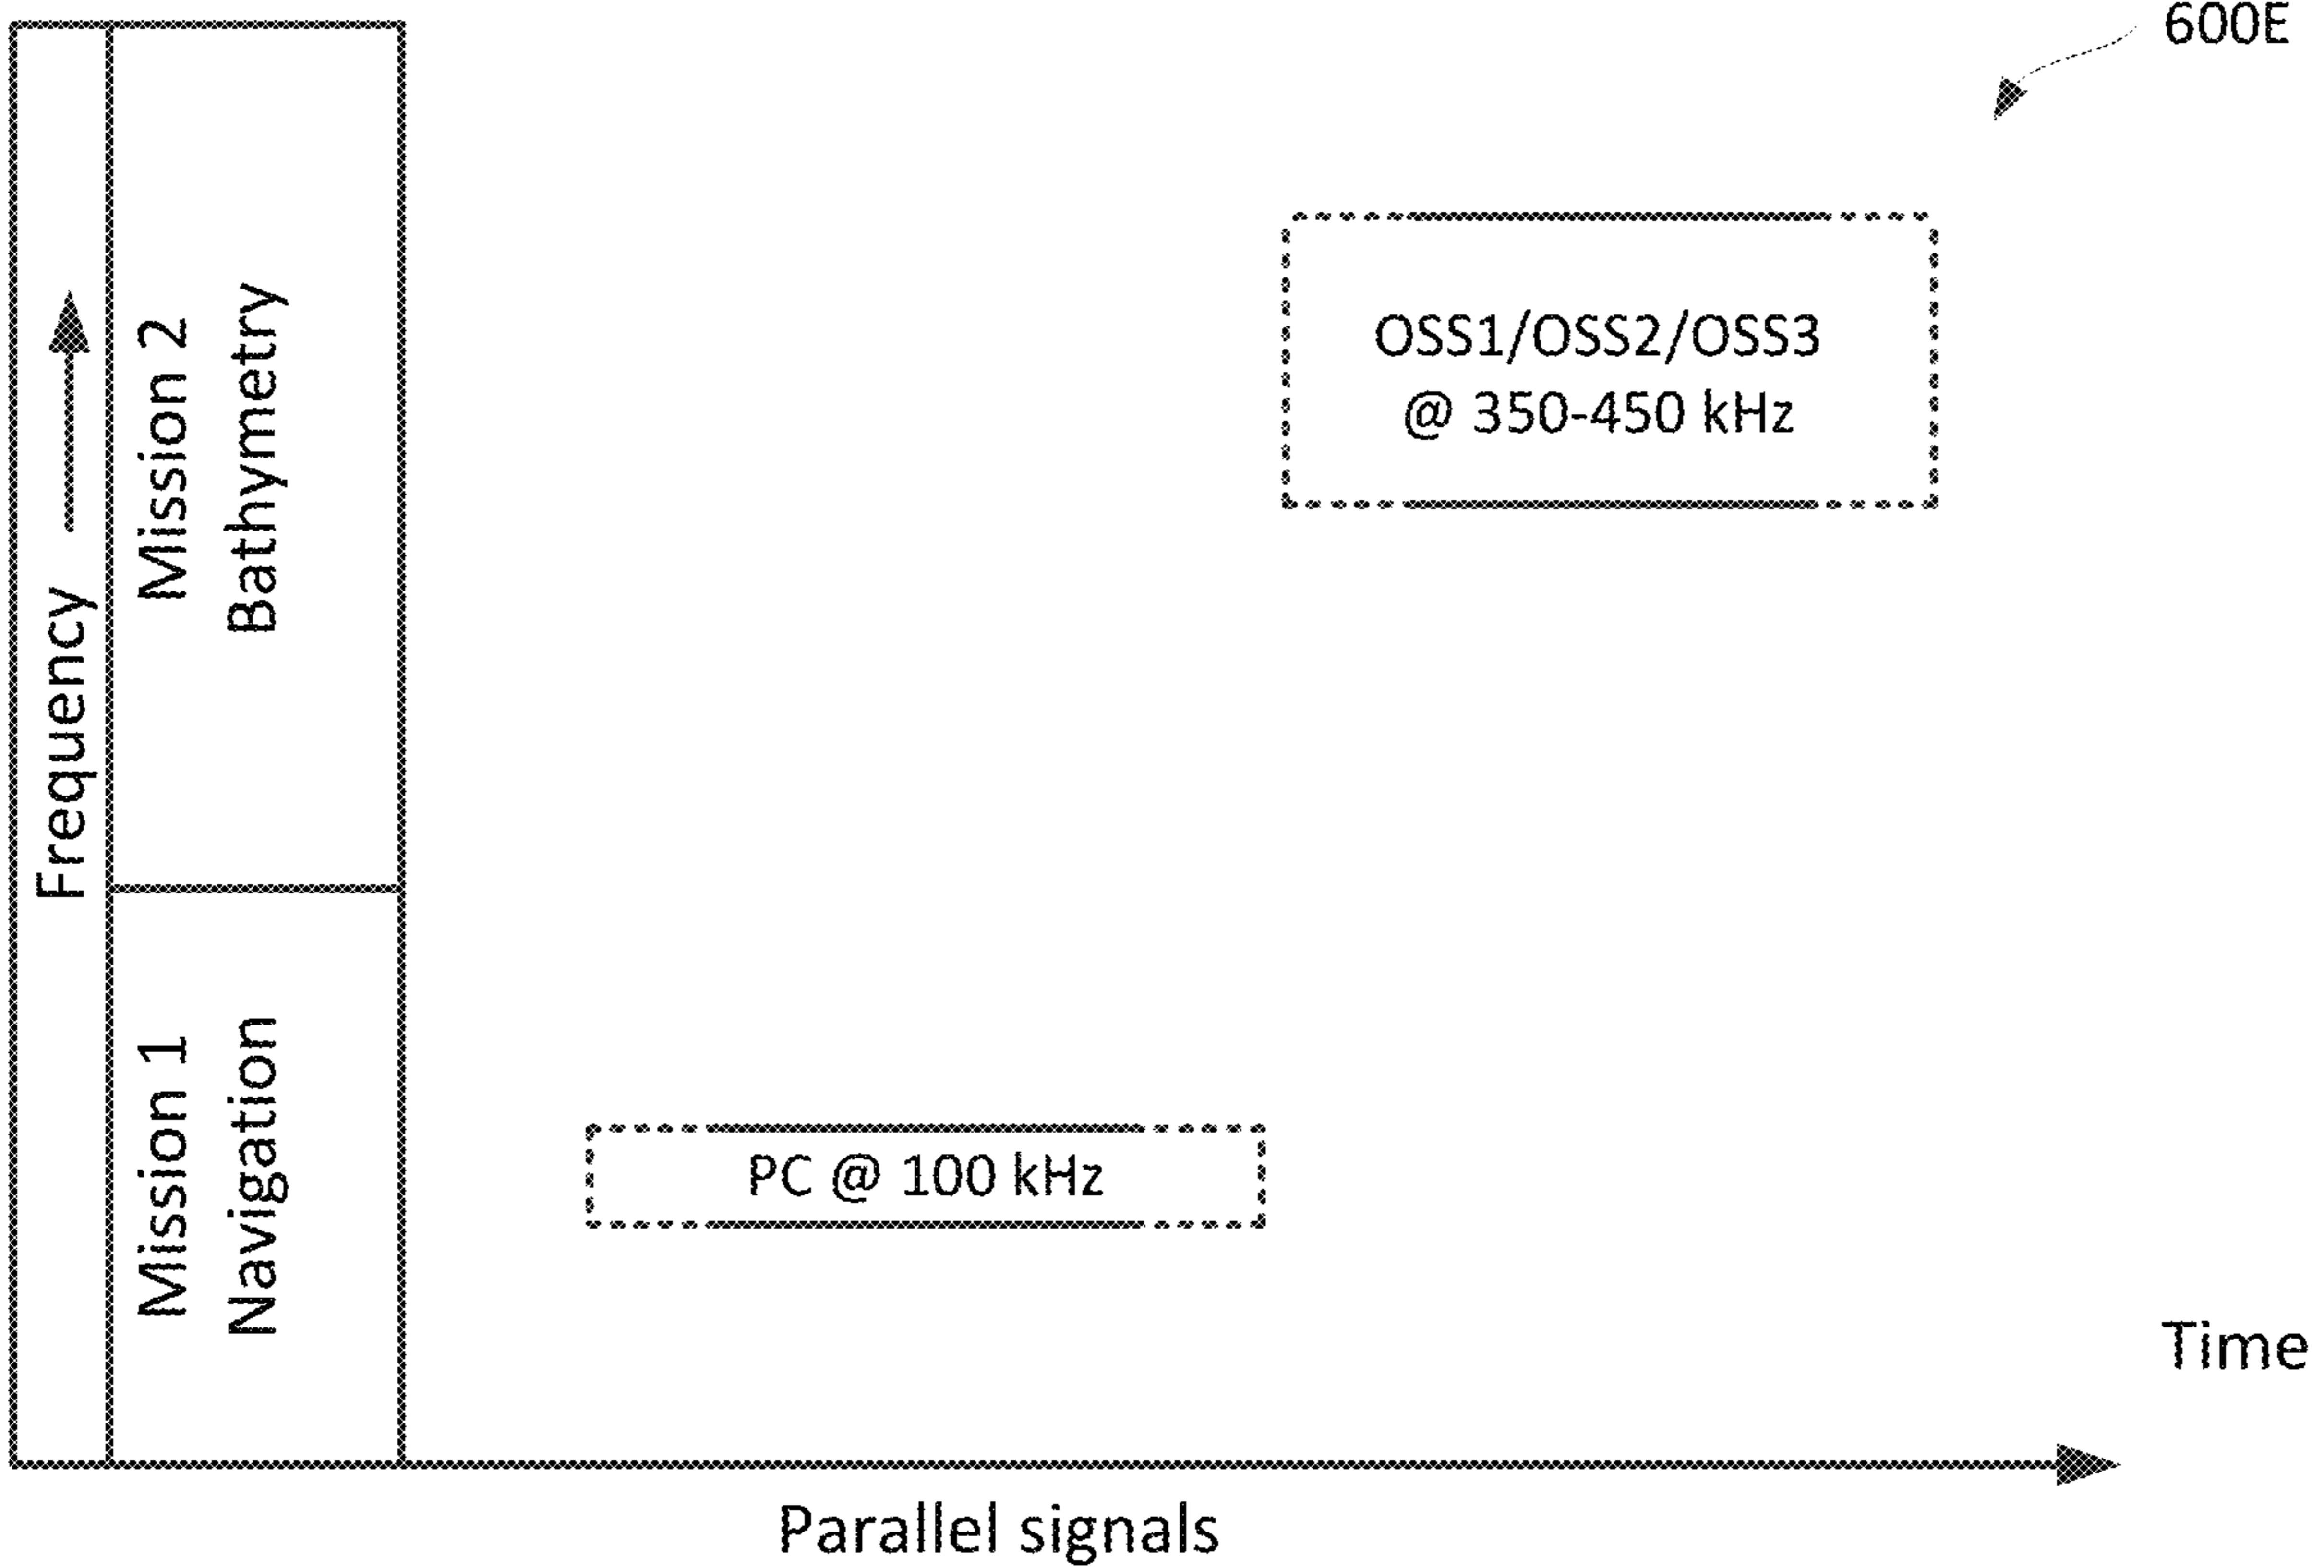 600E
Frequency
Mission 2
Bathymetry
OSS1/OSS2/OSS3
@ 350-450 kHz
Mission 1
Navigation
PC @ 100 kHz
Time
Parallel signals